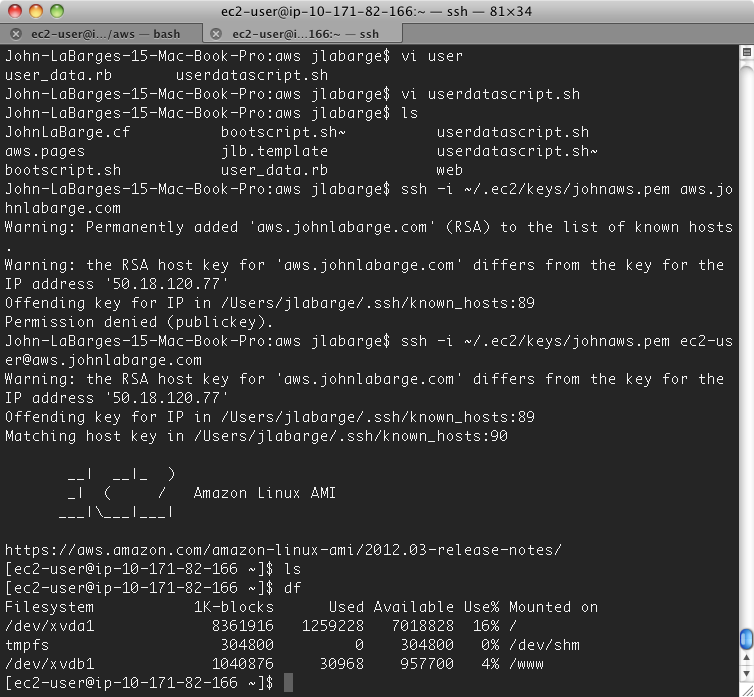 ec2-user@ip-10-171-82-166:~ — ssh — 81×34
ec2-user@i.../aws — bash
ec2-user@i...166:~ — ssh
John-LaBarges-15-Mac-Book-Pro:aws jlabarge$ vi user
user_data.rb       userdatascript.sh
John-LaBarges-15-Mac-Book-Pro:aws jlabarge$ vi userdatascript.sh
John-LaBarges-15-Mac-Book-Pro:aws jlabarge$ ls
JohnLaBarge.cf         bootscript.sh~         userdatascript.sh
aws.pages              jlb.template           userdatascript.sh~
bootscript.sh          user_data.rb           web
John-LaBarges-15-Mac-Book-Pro:aws jlabarge$ ssh -i ~/.ec2/keys/johnaws.pem aws.jo
hnlabarge.com
Warning: Permanently added 'aws.johnlabarge.com' (RSA) to the list of known hosts
.
Warning: the RSA host key for 'aws.johnlabarge.com' differs from the key for the
IP address '50.18.120.77'
Offending key for IP in /Users/jlabarge/.ssh/known_hosts:89
Permission denied (publickey).
John-LaBarges-15-Mac-Book-Pro:aws jlabarge$ ssh -i ~/.ec2/keys/johnaws.pem ec2-us
er@aws.johnlabarge.com
Warning: the RSA host key for 'aws.johnlabarge.com' differs from the key for the
IP address '50.18.120.77'
Offending key for IP in /Users/jlabarge/.ssh/known_hosts:89
Matching host key in /Users/jlabarge/.ssh/known_hosts:90
       __|  __|_  )
       _|  (     /   Amazon Linux AMI
      ___|\___|___|
https://aws.amazon.com/amazon-linux-ami/2012.03-release-notes/
[ec2-user@ip-10-171-82-166 ~]$ ls
[ec2-user@ip-10-171-82-166 ~]$ df
Filesystem           1K-blocks      Used Available Use% Mounted on
/dev/xvda1             8361916   1259228   7018828  16% /
tmpfs                   304800         0    304800   0% /dev/shm
/dev/xvdb1             1040876     30968    957700   4% /www
[ec2-user@ip-10-171-82-166 ~]$